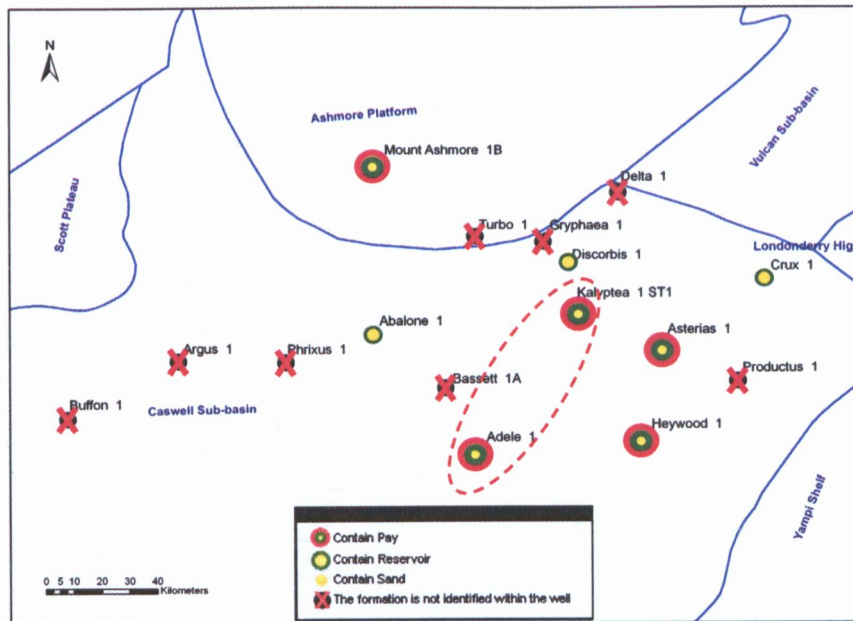 N
Ashmore Platform
Vulcan Sub-basin
Scott Plateau
Mount Ashmore 1B
Delta 1
Turbo 1
Gryphaea 1
Londonderry Hig
Discorbis 1
Crux 1
Kalyptea 1 ST1
Abalone 1
Asterias 1
Argus 1
Phrixus 1
Bassett 1A
Productus 1
Buffon 1
Caswell Sub-basin
Adele 1
Heywood 1
Yampi Shelf
Contain Pay
Contain Reservoir
Contain Sand
The formation is not identified within the well
0 5 10 20 30 40
Kilometers